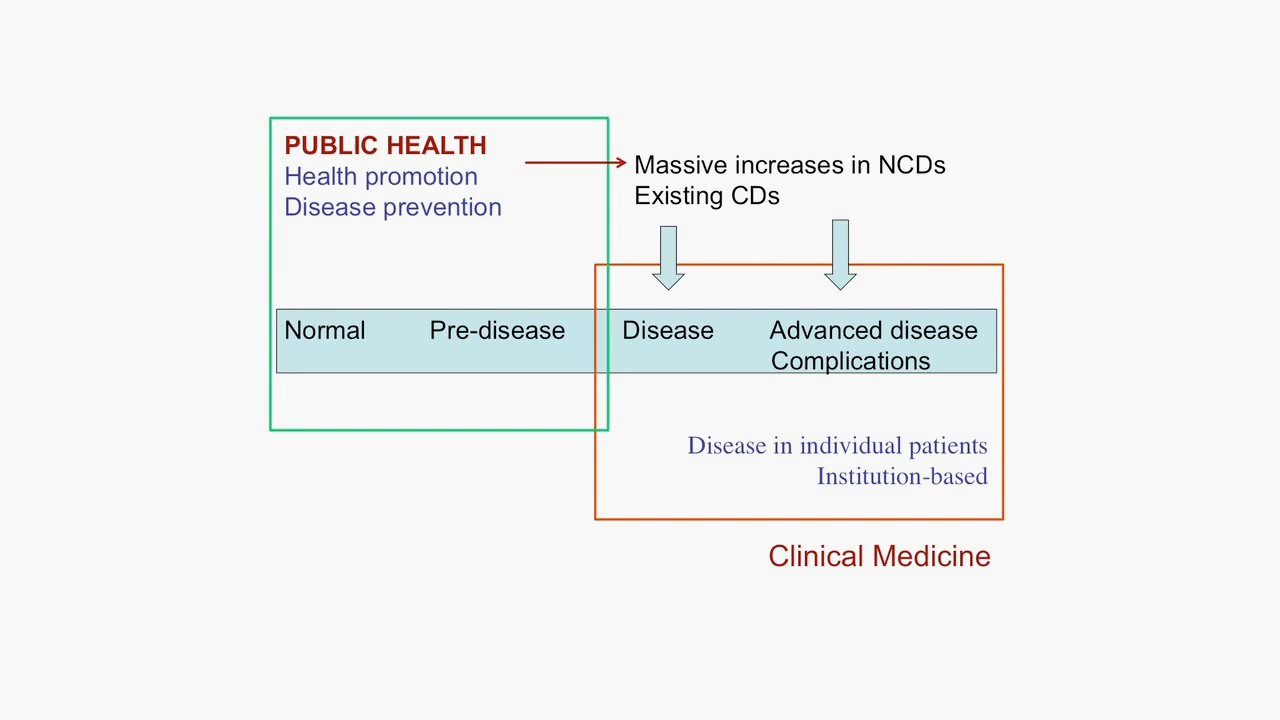 PUBLIC HEALTH
Health promotion
Disease prevention
Massive increases in NCDs
Existing CDs
Normal
Pre-disease
Disease
Advanced disease
Complications
Disease in individual patients
Institution-based
Clinical Medicine